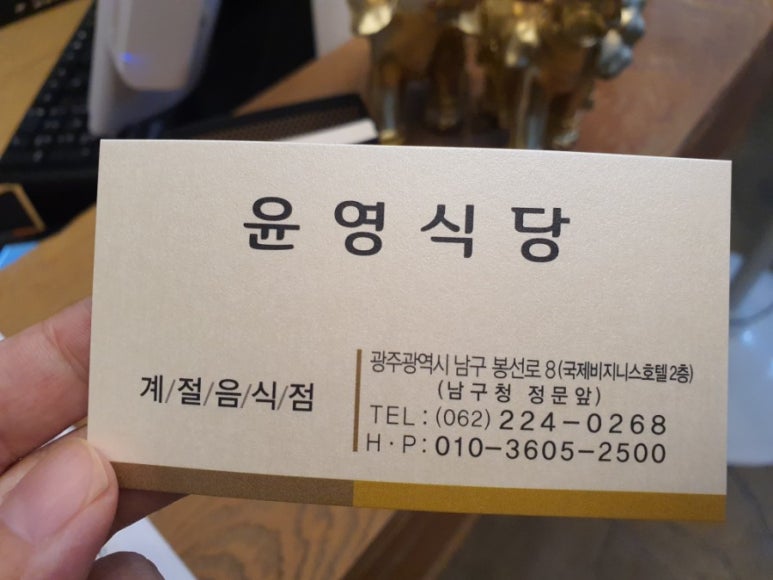 윤영식당
계/절/음/식/점
광주광역시 남구 봉선로 8(국제비지니스호텔 2층)
(남구청 정문앞)
TEL : (062) 224-0268
H·P: 010-3605-2500